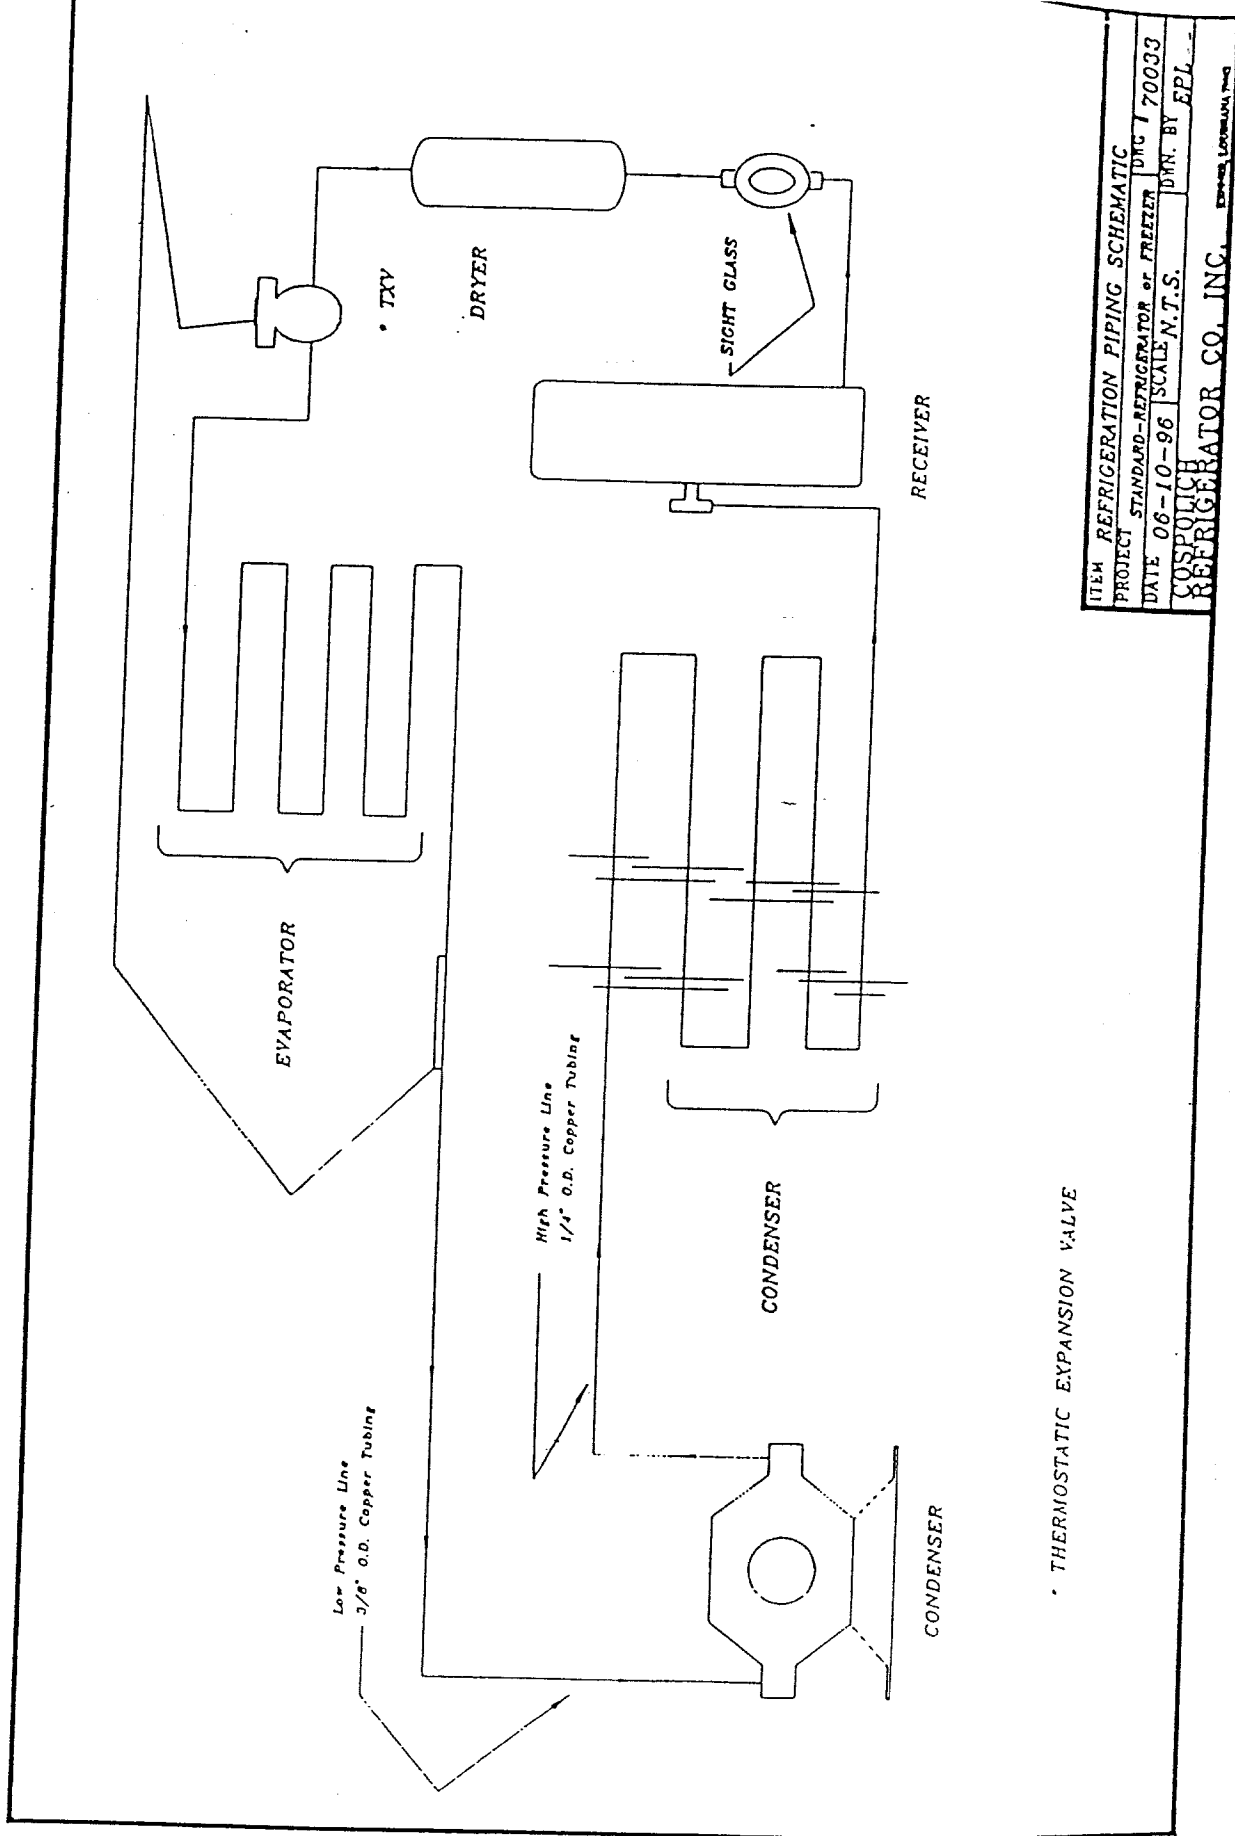 • TXV
DRYER
SIGHT GLASS
RECEIVER
EVAPORATOR
High Pressure Line
1/4" O.D. Copper Tubing
CONDENSER
Low Pressure Line
3/8" O.D. Copper Tubing
CONDENSER
• THERMOSTATIC EXPANSION VALVE
ITEM REFRIGERATION PIPING SCHEMATIC
PROJECT STANDARD-REFRIGERATOR or FREEZER DWG # 70033
DATE 06-10-96 SCALE N.T.S. DWN. BY EPL
COSPOLICH
REFRIGERATOR CO. INC.